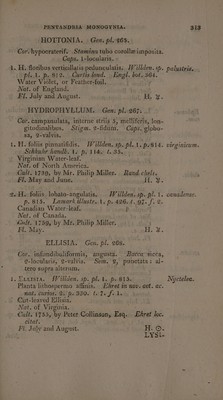 PENTANDRIA MONOGYNIA. 313
HOTTONIA. Gen. pl. 265.
Cor. hypocraterif. Stamina tubo corollæ imposita.
Caps. 1-locularis.
1. H. floribus verticillatis pedunculatis. Willden. sp. palustris.
pl. 1. p. 812. Curtis lond. Engl. bot. 364.
Water Violet, or Feather-foil.
Nat. of England.
Fl. July and August. H. ♃.
HYDROPHYLLUM. Gen. pl. 267.
Cor. campanulata, interne striis 5, melliferis, lon-
gitudinalibus. Stigm. 2-fidum. Caps. globo-
sa, 2-valvis.
1. H. foliis pinnatifidis. Willden. sp. pl. 1. p. 814. virginicum.
Schkuhr handb. 1. p. 114. t. 35.
Virginian Water-leaf.
Nat. of North America.
Cult. 1739, by Mr. Philip Miller. Rand chels.
Fl. May and June. H. ♃.
2. H. foliis lobato-angulatis. Willden. sp. pl. 1. canadense.
p. 815. Lamark illustr. 1. p. 426. t. 97. f. 2.
Canadian Water-leaf.
Nat. of Canada.
Cult. 1759, by Mr. Philip Miller.
Fl. May. H. ♃.
ELLISIA. Gen. pl. 268.
Cor. infundibuliformis, angusta. Bacca sicca,
2-locularis, 2-valvis. Sem. 2, punctata: al-
tero supra alterum.
1. Ellisia. Willden. sp. pl. 1. p. 815. Nyctelea.
Planta lithospermo affinis. Ehret in nov. act. ac.
nat. curios. 2. p. 330. t. 7. f. 1.
Cut-leaved Ellisia.
Nat. of Virginia.
Cult. 1755, by Peter Collinson, Esq. Ehret loc.
citat.
Fl. July and August. H. ☉.
LYSI-